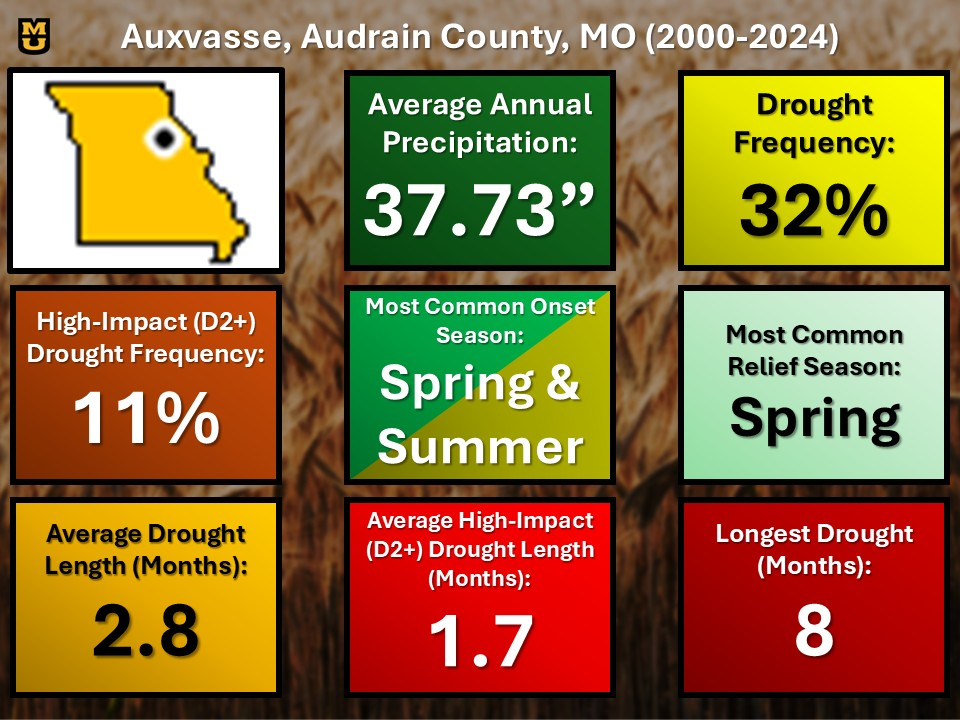 MU
Auxvasse, Audrain County, MO (2000-2024)
Average Annual
Precipitation:
37.73”
Drought
Frequency:
32%
High-Impact (D2+)
Drought Frequency:
11%
Most Common Onset
Season:
Spring &
Summer
Most Common
Relief Season:
Spring
Average Drought
Length (Months):
2.8
Average High-Impact
(D2+) Drought Length
(Months):
1.7
Longest Drought
(Months):
8